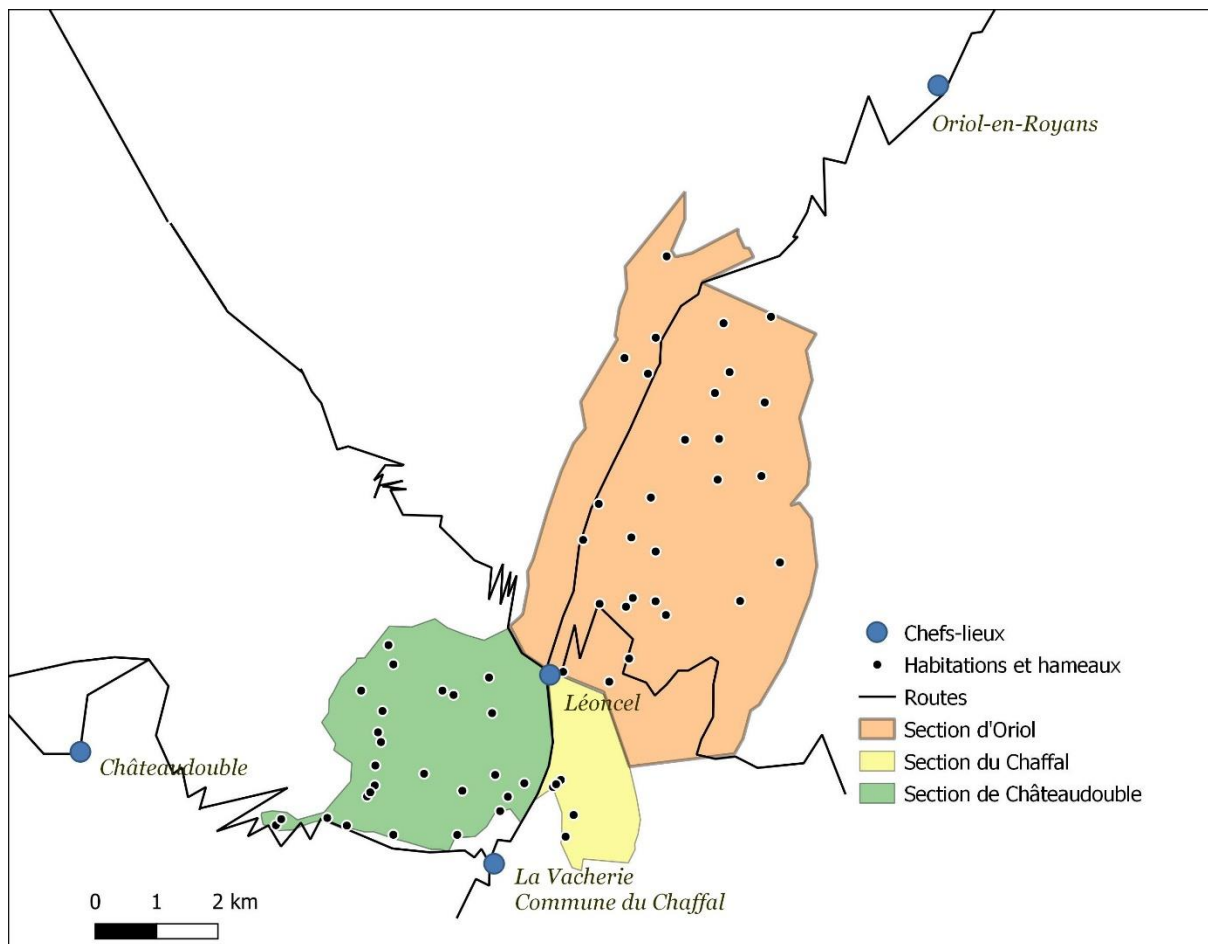 Oriol-en-Royans
Léoncel
Châteaudouble
La Vacherie
Commune du Chaffal
Chefs-lieux
Habitations et hameaux
Routes
Section d'Oriol
Section du Chaffal
Section de Châteaudouble
0 1 2 km